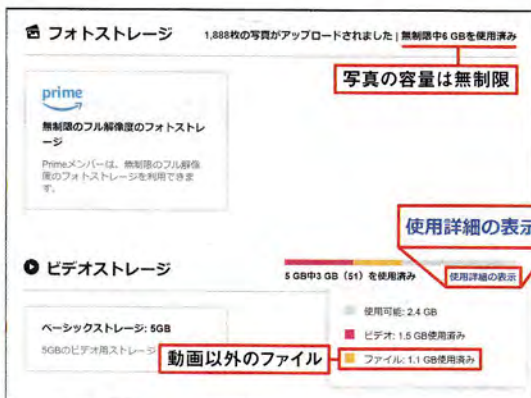 フォトストレージ
1,888枚の写真がアップロードされました | 無制限中6 GBを使用済み
写真の容量は無制限
prime
無制限のフル解像度のフォトストレ
ージ
Primeメンバーは、無制限のフル解像
度のフォトストレージを利用できま
す。
使用詳細の表示
ビデオストレージ
5 GB中3 GB（51）を使用済み
使用詳細の表示
ベーシックストレージ: 5GB
5GBのビデオ用ストレー
使用可能: 2.4 GB
ビデオ: 1.5 GB使用済み
動画以外のファイル
ファイル: 1.1 GB使用済み